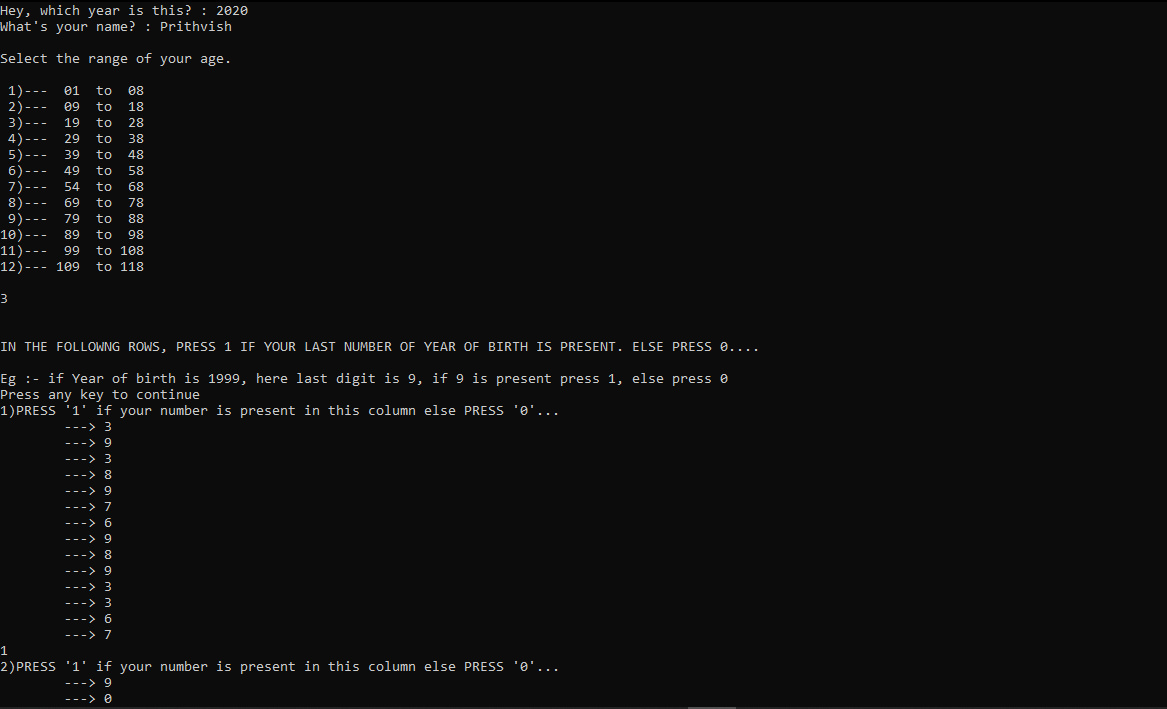 Hey, which year is this? : 2020
What's your name? : Prithvish
Select the range of your age.
1)--- 01 to 08
2)--- 09 to 18
3)--- 19 to 28
4)--- 29 to 38
5)--- 39 to 48
6)--- 49 to 58
7)--- 54 to 68
8)--- 69 to 78
9)--- 79 to 88
10)--- 89 to 98
11)--- 99 to 108
12)--- 109 to 118
3
IN THE FOLLOWNG ROWS, PRESS 1 IF YOUR LAST NUMBER OF YEAR OF BIRTH IS PRESENT. ELSE PRESS 0....
Eg :- if Year of birth is 1999, here last digit is 9, if 9 is present press 1, else press 0
Press any key to continue
1)PRESS '1' if your number is present in this column else PRESS '0'...
---> 3
---> 9
---> 3
---> 8
---> 9
---> 7
---> 6
---> 9
---> 8
---> 9
---> 3
---> 3
---> 6
---> 7
1
2)PRESS '1' if your number is present in this column else PRESS '0'...
---> 9
---> 0